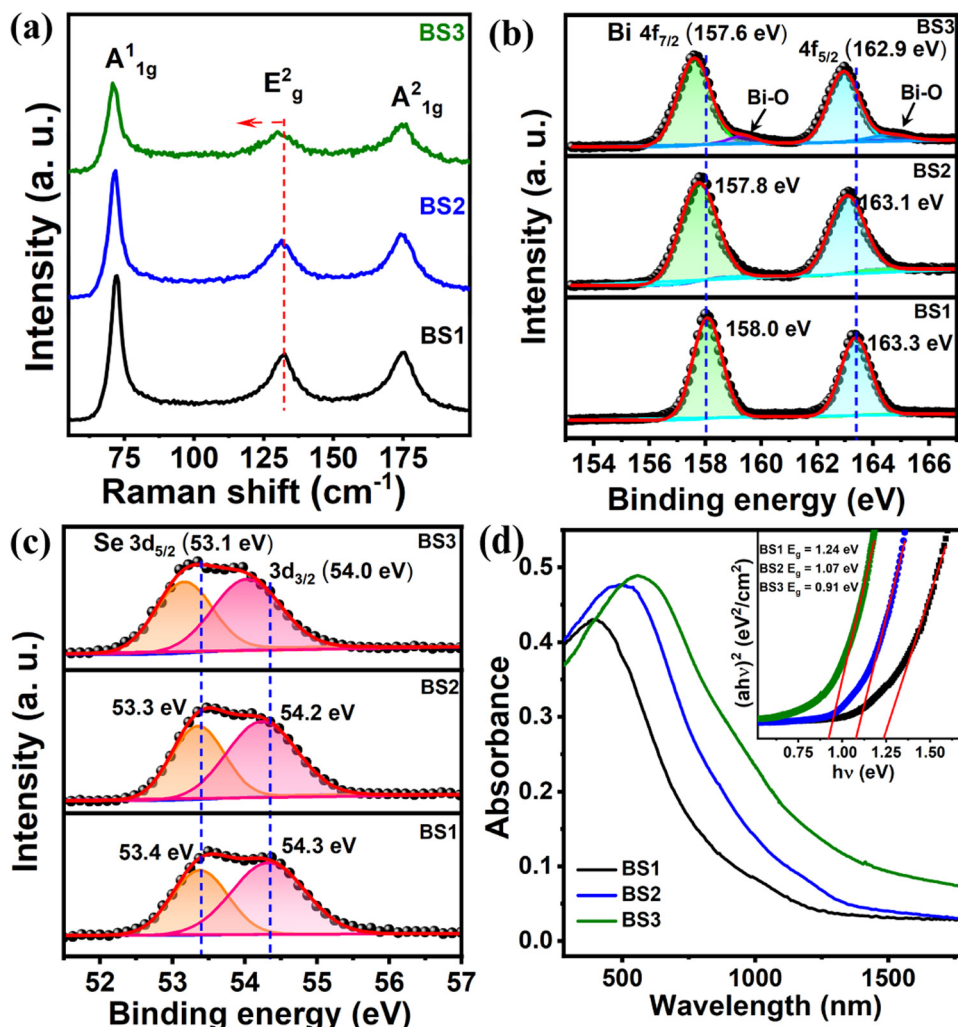 (a)
BS3
A¹₁g
E²g
A²₁g
BS2
BS1
Intensity (a. u.)
75 100 125 150 175
Raman shift (cm⁻¹)
(b)
Bi 4f7/2 (157.6 eV)
4f5/2 (162.9 eV)
BS3
Bi-O
Bi-O
BS2
157.8 eV
163.1 eV
BS1
158.0 eV
163.3 eV
Intensity (a. u.)
154 156 158 160 162 164 166
Binding energy (eV)
(c)
BS3
Se 3d5/2 (53.1 eV)
3d3/2 (54.0 eV)
BS2
53.3 eV
54.2 eV
BS1
53.4 eV
54.3 eV
Intensity (a. u.)
52 53 54 55 56 57
Binding energy (eV)
(d)
Absorbance
0.5
0.4
0.3
0.2
0.1
0.0
BS1
BS2
BS3
500 1000 1500
Wavelength (nm)
BS1 Eg = 1.24 eV
BS2 Eg = 1.07 eV
BS3 Eg = 0.91 eV
(ahν)² (eV²/cm²)
0.75 1.00 1.25 1.50
hν (eV)